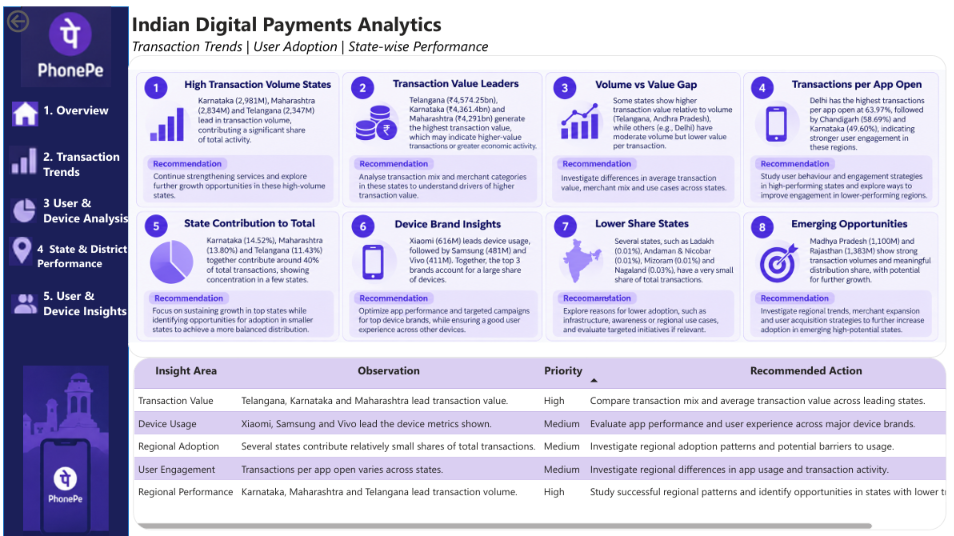 Indian Digital Payments Analytics
Transaction Trends | User Adoption | State-wise Performance
पे
PhonePe
1. Overview
2. Transaction
Trends
3 User &
Device Analysis
4 State & District
Performance
5. User &
Device Insights
पे
PhonePe
1
High Transaction Volume States
Karnataka (2,981M), Maharashtra
(2,834M) and Telangana (2,347M)
lead in transaction volume,
contributing a significant share
of total activity.
Recommendation
Continue strengthening services and explore
further growth opportunities in these high-volume
states.
2
Transaction Value Leaders
₹
Telangana (₹4,574.25bn),
Karnataka (₹4,361.4bn) and
Maharashtra (₹4,291bn) generate
the highest transaction value,
which may indicate higher-value
transactions or greater economic activity.
Recommendation
Analyse transaction mix and merchant categories
in these states to understand drivers of higher
transaction value.
3
Volume vs Value Gap
Some states show higher
transaction value relative to volume
(Telangana, Andhra Pradesh),
while others (e.g., Delhi) have
moderate volume but lower value
per transaction.
Recommendation
Investigate differences in average transaction
value, merchant mix and use cases across states.
4
Transactions per App Open
Delhi has the highest transactions
per app open at 63.97%, followed
by Chandigarh (58.69%) and
Karnataka (49.60%), indicating
stronger user engagement in
these regions.
Recommendation
Study user behaviour and engagement strategies
in high-performing states and explore ways to
improve engagement in lower-performing regions.
5
State Contribution to Total
Karnataka (14.52%), Maharashtra
(13.80%) and Telangana (11.43%)
together contribute around 40%
of total transactions, showing
concentration in a few states.
Recommendation
Focus on sustaining growth in top states while
identifying opportunities for adoption in smaller
states to achieve a more balanced distribution.
6
Device Brand Insights
Xiaomi (616M) leads device usage,
followed by Samsung (481M) and
Vivo (411M). Together, the top 3
brands account for a large share
of devices.
Recommendation
Optimize app performance and targeted campaigns
for top device brands, while ensuring a good user
experience across other devices.
7
Lower Share States
Several states, such as Ladakh
(0.01%), Andaman & Nicobar
(0.01%), Mizoram (0.01%) and
Nagaland (0.03%), have a very small
share of total transactions.
Recommendation
Explore reasons for lower adoption, such as
infrastructure, awareness or regional use cases,
and evaluate targeted initiatives if relevant.
8
Emerging Opportunities
Madhya Pradesh (1,100M) and
Rajasthan (1,383M) show strong
transaction volumes and meaningful
distribution share, with potential
for further growth.
Recommendation
Investigate regional trends, merchant expansion
and user acquisition strategies to further increase
adoption in emerging high-potential states.
Insight Area Observation Priority Recommended Action
Transaction Value Telangana, Karnataka and Maharashtra lead transaction value. High Compare transaction mix and average transaction value across leading states.
Device Usage Xiaomi, Samsung and Vivo lead the device metrics shown. Medium Evaluate app performance and user experience across major device brands.
Regional Adoption Several states contribute relatively small shares of total transactions. Medium Investigate regional adoption patterns and potential barriers to usage.
User Engagement Transactions per app open varies across states. Medium Investigate regional differences in app usage and transaction activity.
Regional Performance Karnataka, Maharashtra and Telangana lead transaction volume. High Study successful regional patterns and identify opportunities in states with lower